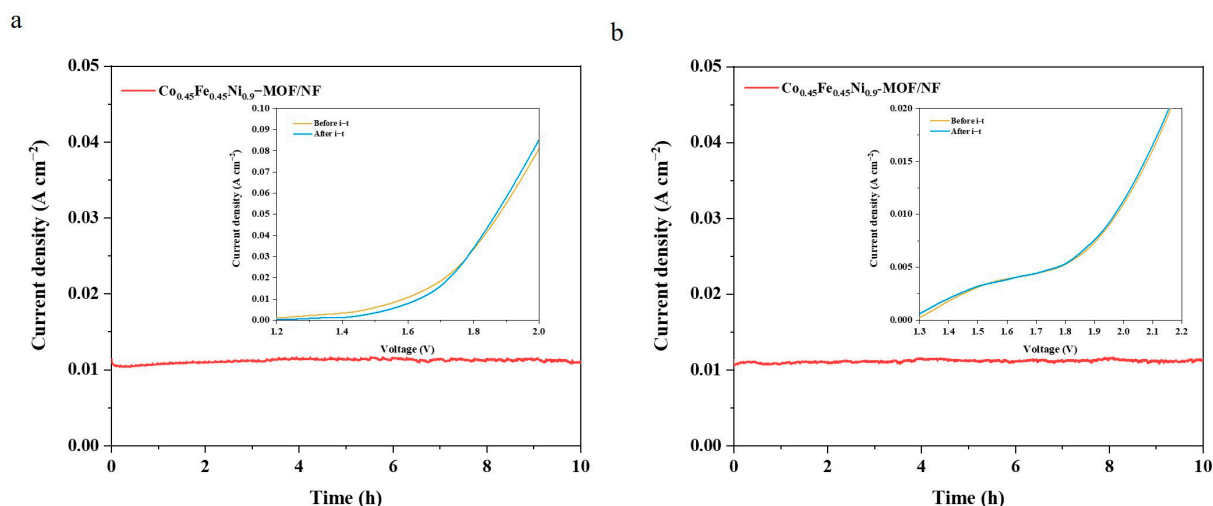 a
Current density (A cm⁻²)
0.05
0.04
0.03
0.02
0.01
0.00
Co₀.₄₅Fe₀.₄₅Ni₀.₉−MOF/NF
Current density (A cm⁻²)
0.10
0.09
0.08
0.07
0.06
0.05
0.04
0.03
0.02
0.01
0.00
Before i−t
After i−t
1.2 1.4 1.6 1.8 2.0
Voltage (V)
0 2 4 6 8 10
Time (h)
b
Current density (A cm⁻²)
0.05
0.04
0.03
0.02
0.01
0.00
Co₀.₄₅Fe₀.₄₅Ni₀.₉-MOF/NF
Current density (A cm⁻²)
0.020
0.015
0.010
0.005
0.000
Before i−t
After i−t
1.3 1.4 1.5 1.6 1.7 1.8 1.9 2.0 2.1 2.2
Voltage (V)
0 2 4 6 8 10
Time (h)